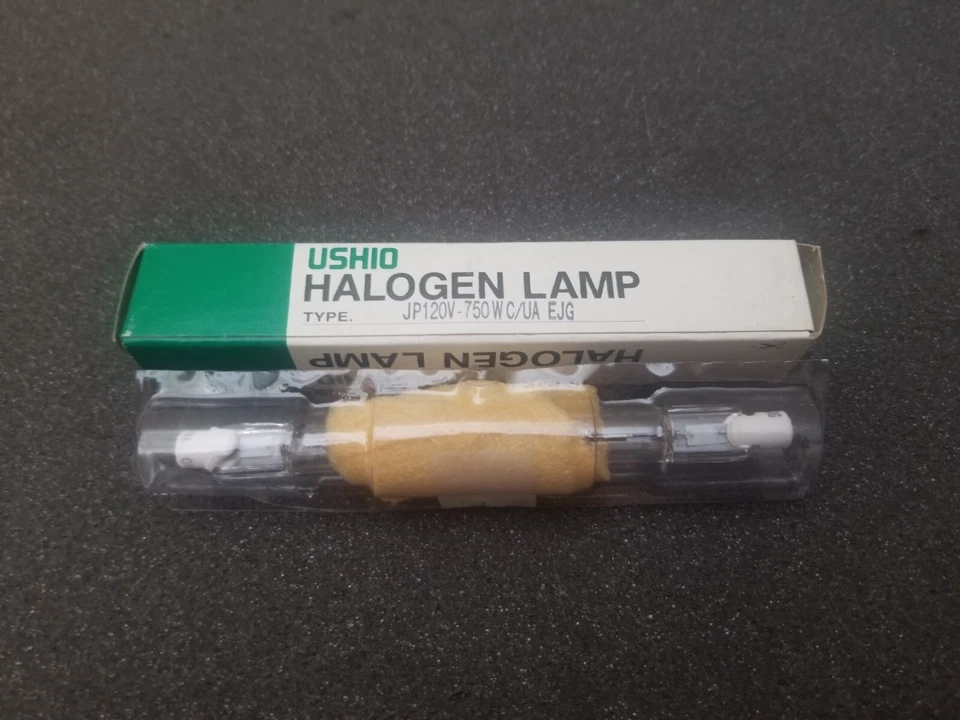 USHIO
HALOGEN LAMP
TYPE. JP120V-750WC/UA EJG
HALOGEN LAMP